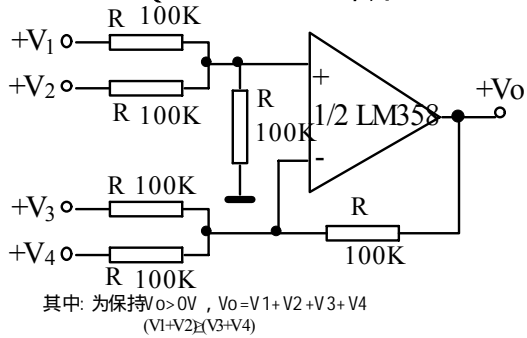 R 100K
+V1
+V2
R 100K
R
100K
+
1/2 LM358
-
+Vo
R 100K
+V3
+V4
R 100K
R
100K
其中: 为保持Vo>0V , Vo=V1+V2+V3+V4
(V1+V2)≥(V3+V4)